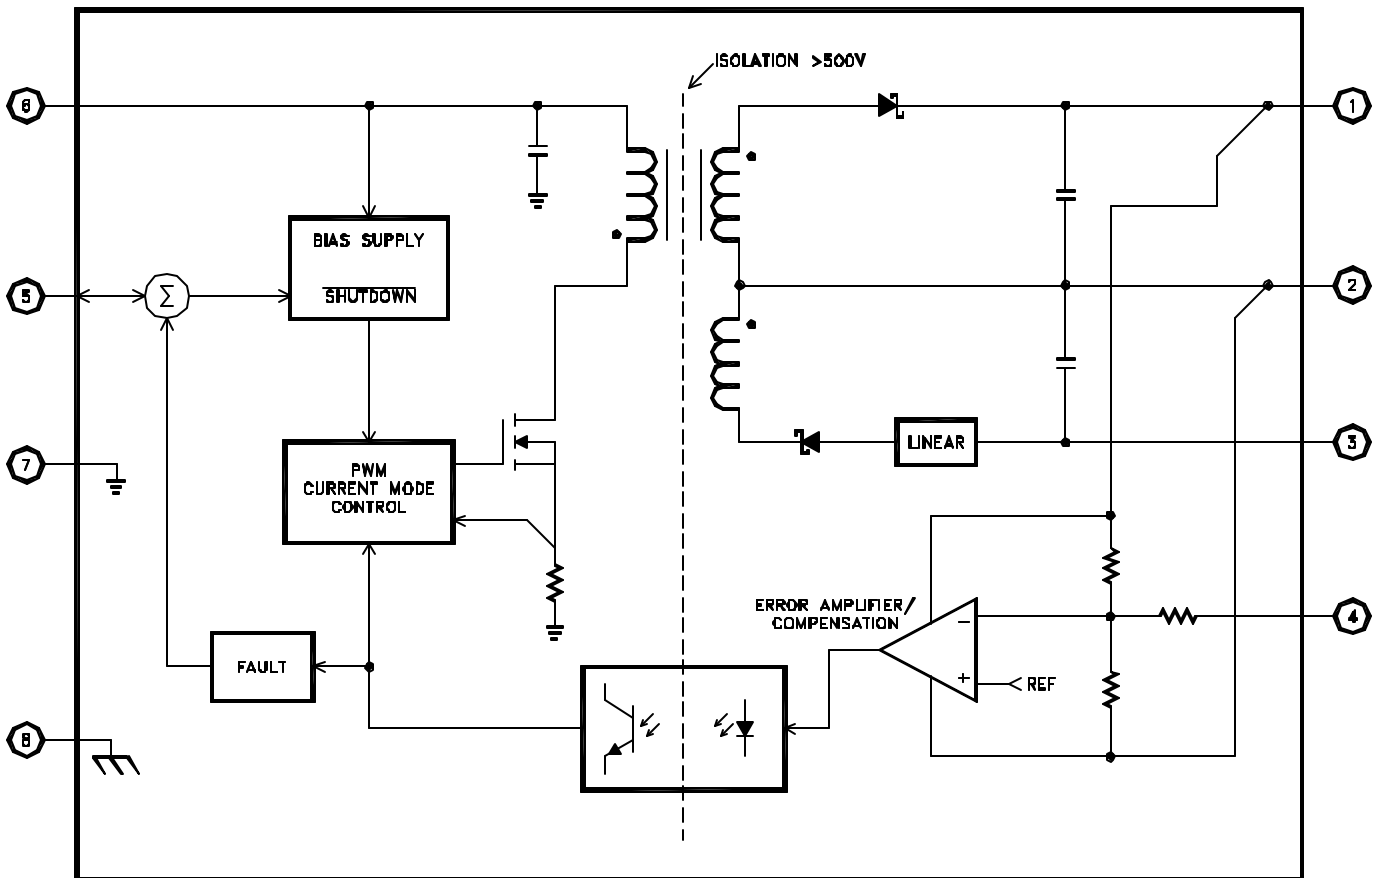 ISOLATION >500V
6
1
BIAS SUPPLY
SHUTDOWN
5
Σ
2
3
LINEAR
7
PWM
CURRENT MODE
CONTROL
ERROR AMPLIFIER/
COMPENSATION
−
4
FAULT
+
REF
8